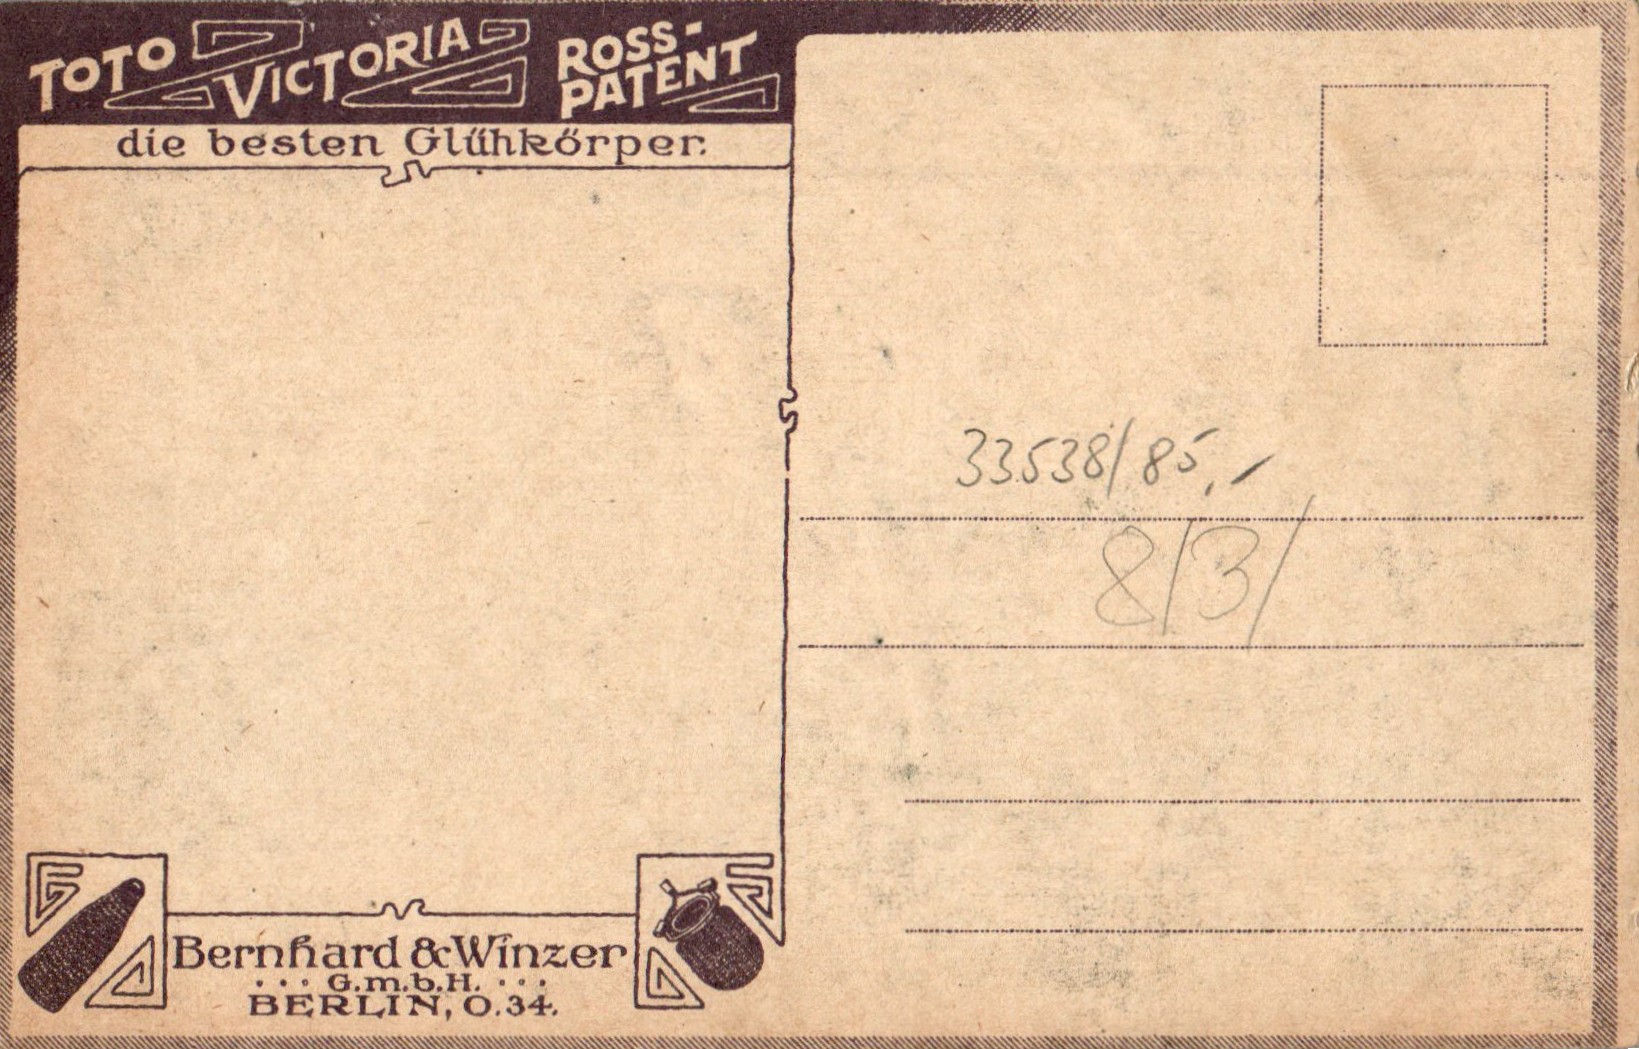 TOTO VICTORIA ROSS-PATENT
die besten Glühkörper.
33538/85,-
8/3/
Bernhard & Winzer
G.m.b.H.
BERLIN, O.34.